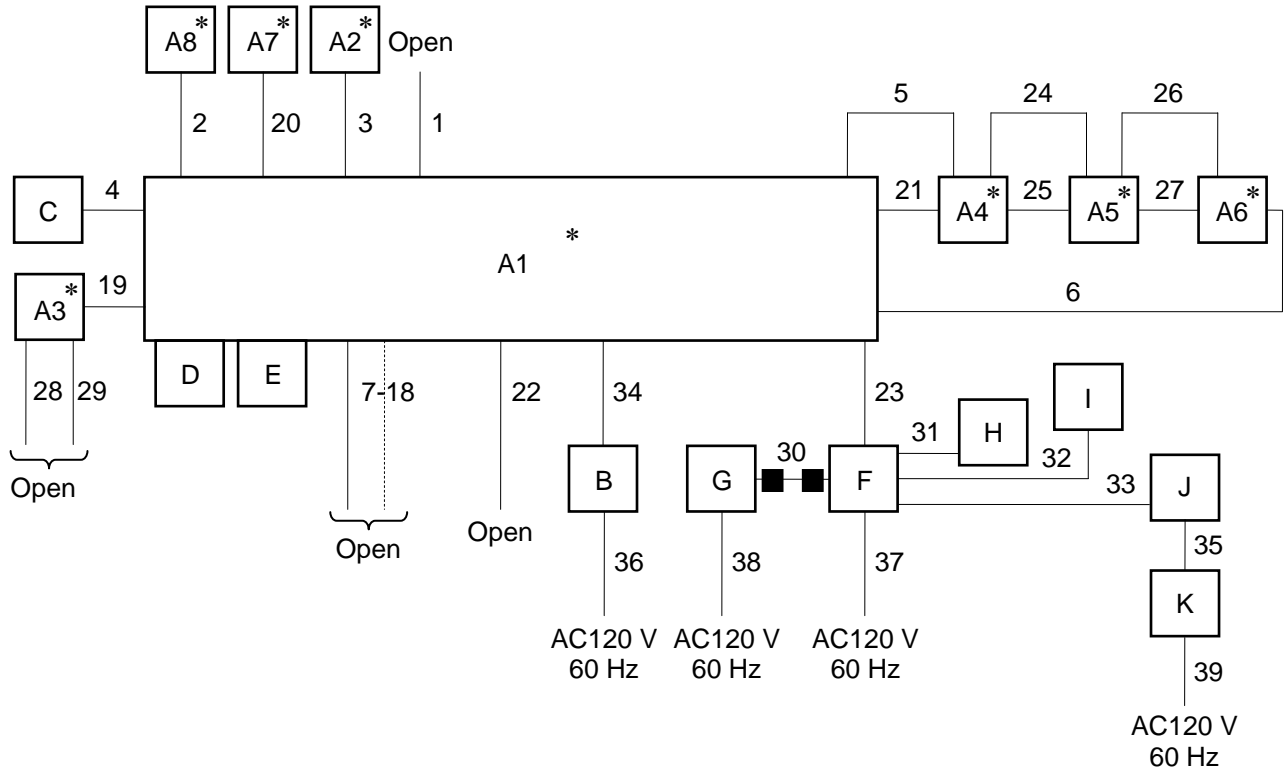 A8* A7* A2* Open
5 24 26
2 20 3 1
C 4 21 A4* 25 A5* 27 A6*
A1 *
A3* 19 6
D E
28 29 7-18 22 34 23 I
31 H
30 32
Open B G F 33 J
Open Open
36 38 37 35
K
AC120 V AC120 V AC120 V
60 Hz 60 Hz 60 Hz
39
AC120 V
60 Hz